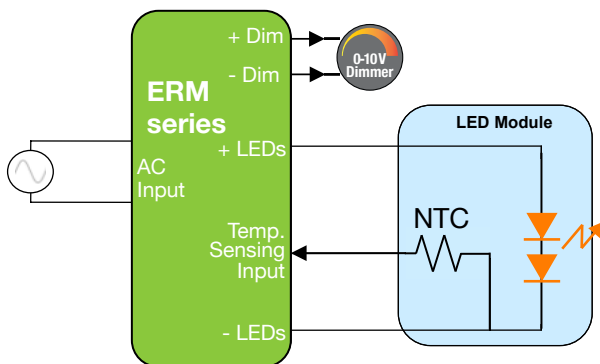 + Dim
- Dim
0-10V
Dimmer
ERM
series
LED Module
+ LEDs
AC
Input
NTC
Temp.
Sensing
Input
- LEDs